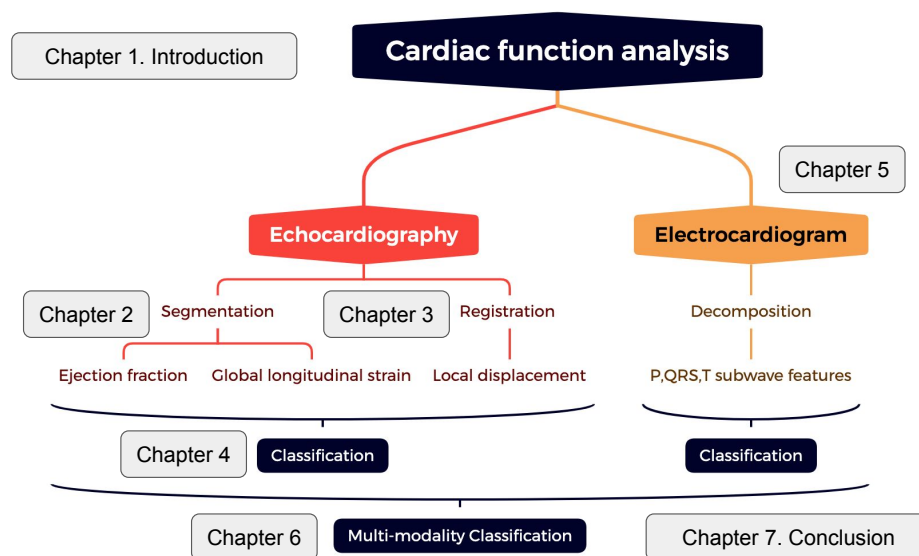 Cardiac function analysis
Chapter 1. Introduction
Chapter 5
Echocardiography
Electrocardiogram
Chapter 2
Segmentation
Chapter 3
Registration
Decomposition
Ejection fraction
Global longitudinal strain
Local displacement
P,QRS,T subwave features
Chapter 4
Classification
Classification
Chapter 6
Multi-modality Classification
Chapter 7. Conclusion